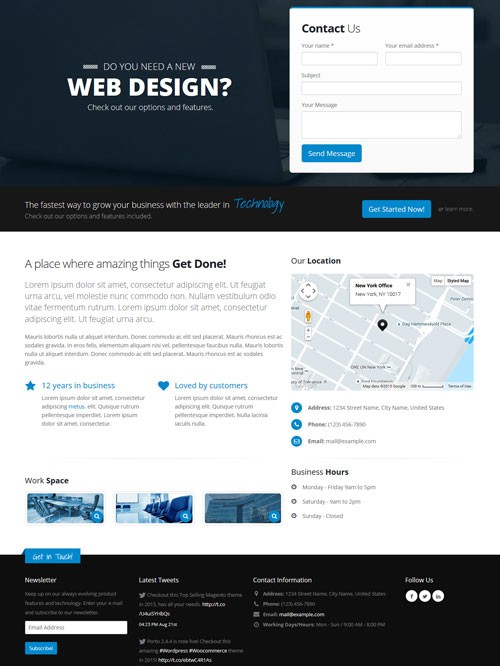 DO YOU NEED A NEW
WEB DESIGN?
Check out our options and features.
Contact Us
Your name *
Your email address *
Subject
Your Message
Send Message
The fastest way to grow your business with the leader in Technology
Check out our options and features included.
Get Started Now!
or learn more.
A place where amazing things Get Done!
Lorem ipsum dolor sit amet, consectetur adipiscing elit. Ut feugiat
urna arcu, vel molestie nunc commodo non. Nullam vestibulum odio
vitae fermentum rutrum. Lorem ipsum dolor sit amet, consectetur
adipiscing elit. Ut feugiat urna arcu.
Mauris lobortis nulla ut aliquet interdum. Donec commodo ac elit sed placerat. Mauris rhoncus est ac
sodales gravida. In eros felis, elementum aliquam nisi vel, pellentesque faucibus nulla. Mauris lobortis
nulla ut aliquet interdum. Donec commodo ac elit sed placerat. Mauris rhoncus est ac sodales
gravida.
12 years in business
Lorem ipsum dolor sit amet, consectetur
adipiscing metus. elit. Quisque rutrum
pellentesque imperdiet. Lorem ipsum
dolor sit amet, consectetur.
Loved by customers
Lorem ipsum dolor sit amet, consectetur
adipiscing elit. Quisque rutrum
pellentesque imperdiet. Nulla lacinia
iaculis nulla.
Our Location
New York Office
New York, NY 10017
Map
Styled Map
Dag Hammarskjold Plaza
ONE UN New York
Map data ©2015 Google
Terms of Use
Address: 1234 Street Name, City Name, United States
Phone: (123) 456-7890
Email: mail@example.com
Work Space
Business Hours
Monday - Friday 9am to 5pm
Saturday - 9am to 2pm
Sunday - Closed
Get in Touch!
Newsletter
Keep up on our always evolving product
features and technology. Enter your e-mail
and subscribe to our newsletter.
Email Address
Subscribe!
Latest Tweets
Checkout this Top Selling Magento theme
in 2015, has all your needs. http://t.co
04:23 PM Aug 21st
Porto 2.4.4 is now live! Checkout this
amazing #Wordpress #Woocommerce theme
Contact Information
Address: 1234 Street Name, City Name, United States
Phone: (123) 456-7890
Email: mail@example.com
Working Days/Hours: Mon - Sun / 9:00 AM - 8:00 PM
Follow Us